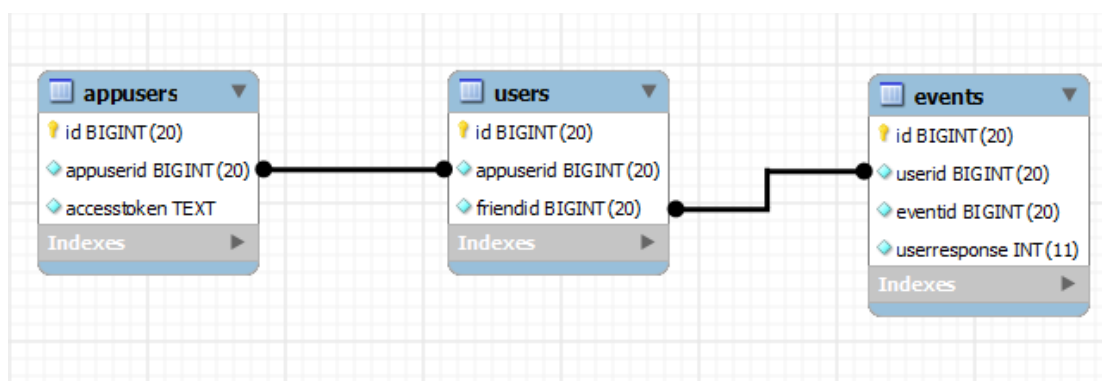 appusers
id BIGINT(20)
appuserid BIGINT(20)
accesstoken TEXT
Indexes
users
id BIGINT(20)
appuserid BIGINT(20)
friendid BIGINT(20)
Indexes
events
id BIGINT(20)
userid BIGINT(20)
eventid BIGINT(20)
userresponse INT(11)
Indexes